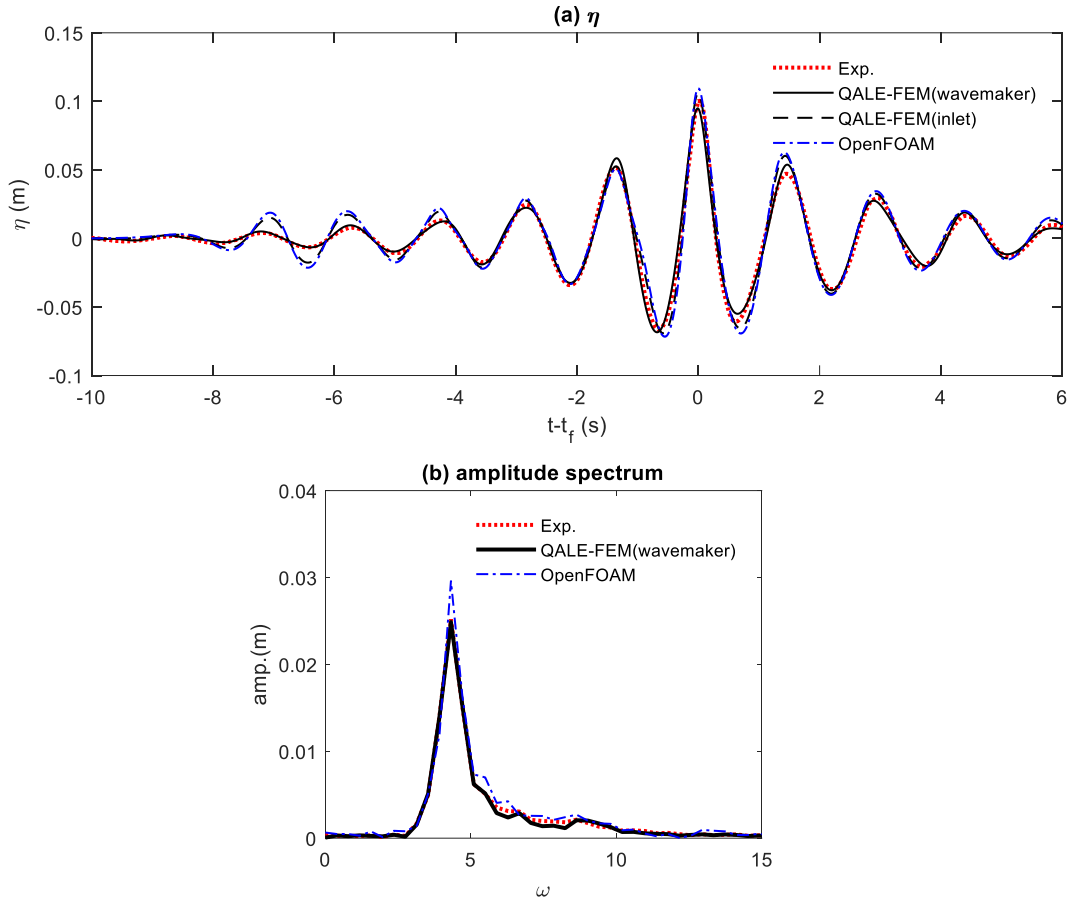 (a) η
0.15
0.1
0.05
0
-0.05
-0.1
η (m)
Exp.
QALE-FEM(wavemaker)
QALE-FEM(inlet)
OpenFOAM
-10 -8 -6 -4 -2 0 2 4 6
t-t_f (s)
(b) amplitude spectrum
0.04
0.03
0.02
0.01
0
amp.(m)
Exp.
QALE-FEM(wavemaker)
OpenFOAM
0 5 10 15
ω